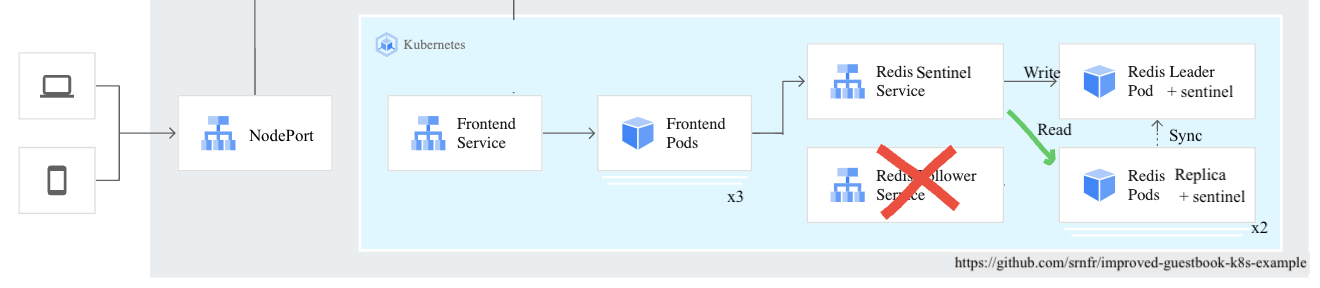 Kubernetes
NodePort
Frontend
Service
Frontend
Pods
x3
Redis Sentinel
Service
Redis Follower
Service
Write
Read
Redis Leader
Pod + sentinel
Sync
Redis Replica
Pods + sentinel
x2
https://github.com/srnfr/improved-guestbook-k8s-example